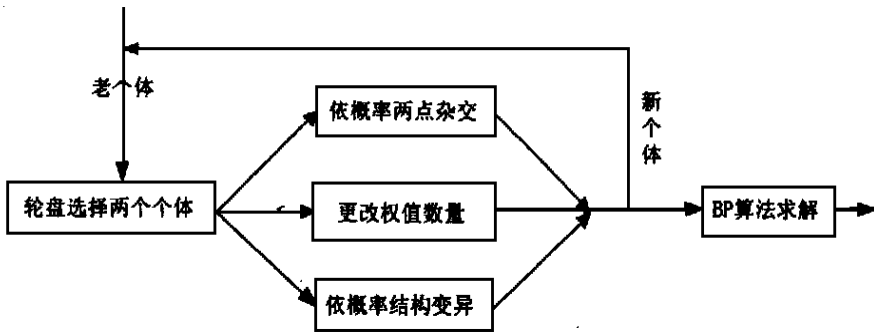 老个体
依概率两点杂交
新个体
轮盘选择两个个体
更改权值数量
BP算法求解
依概率结构变异